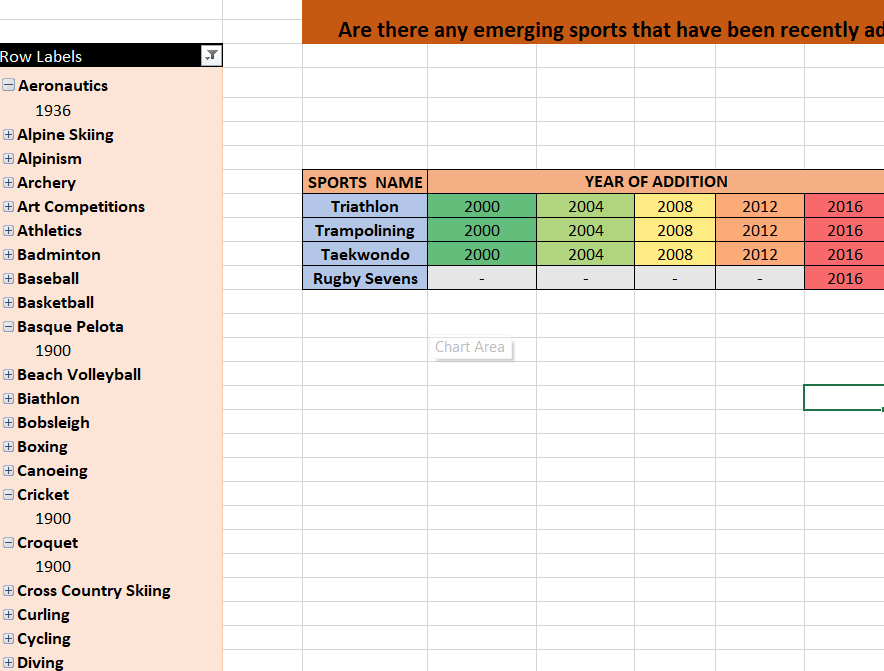 Are there any emerging sports that have been recently ad
Row Labels
Aeronautics
1936
Alpine Skiing
Alpinism
Archery
Art Competitions
Athletics
Badminton
Baseball
Basketball
Basque Pelota
1900
Beach Volleyball
Biathlon
Bobsleigh
Boxing
Canoeing
Cricket
1900
Croquet
1900
Cross Country Skiing
Curling
Cycling
Diving
SPORTS NAME YEAR OF ADDITION
Triathlon 2000 2004 2008 2012 2016
Trampolining 2000 2004 2008 2012 2016
Taekwondo 2000 2004 2008 2012 2016
Rugby Sevens - - - - 2016
Chart Area